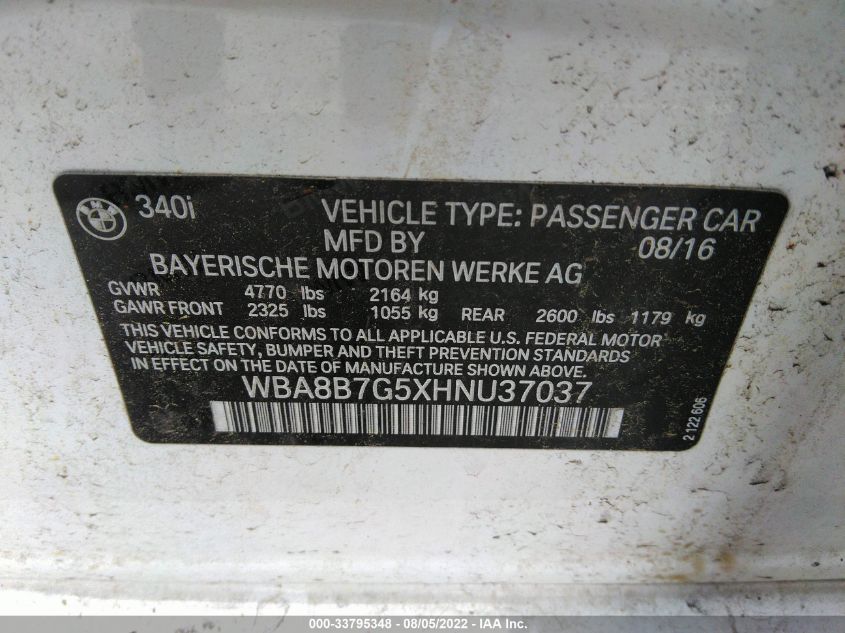 BMW 340i VEHICLE TYPE: PASSENGER CAR
MFD BY 08/16
BAYERISCHE MOTOREN WERKE AG
GVWR 4770 lbs 2164 kg
GAWR FRONT 2325 lbs 1055 kg REAR 2600 lbs 1179 kg
THIS VEHICLE CONFORMS TO ALL APPLICABLE U.S. FEDERAL MOTOR
VEHICLE SAFETY, BUMPER AND THEFT PREVENTION STANDARDS
IN EFFECT ON THE DATE OF MANUFACTURE SHOWN ABOVE.
WBA8B7G5XHNU37037
2 122 606
000-33795348 - 08/05/2022 - IAA Inc.